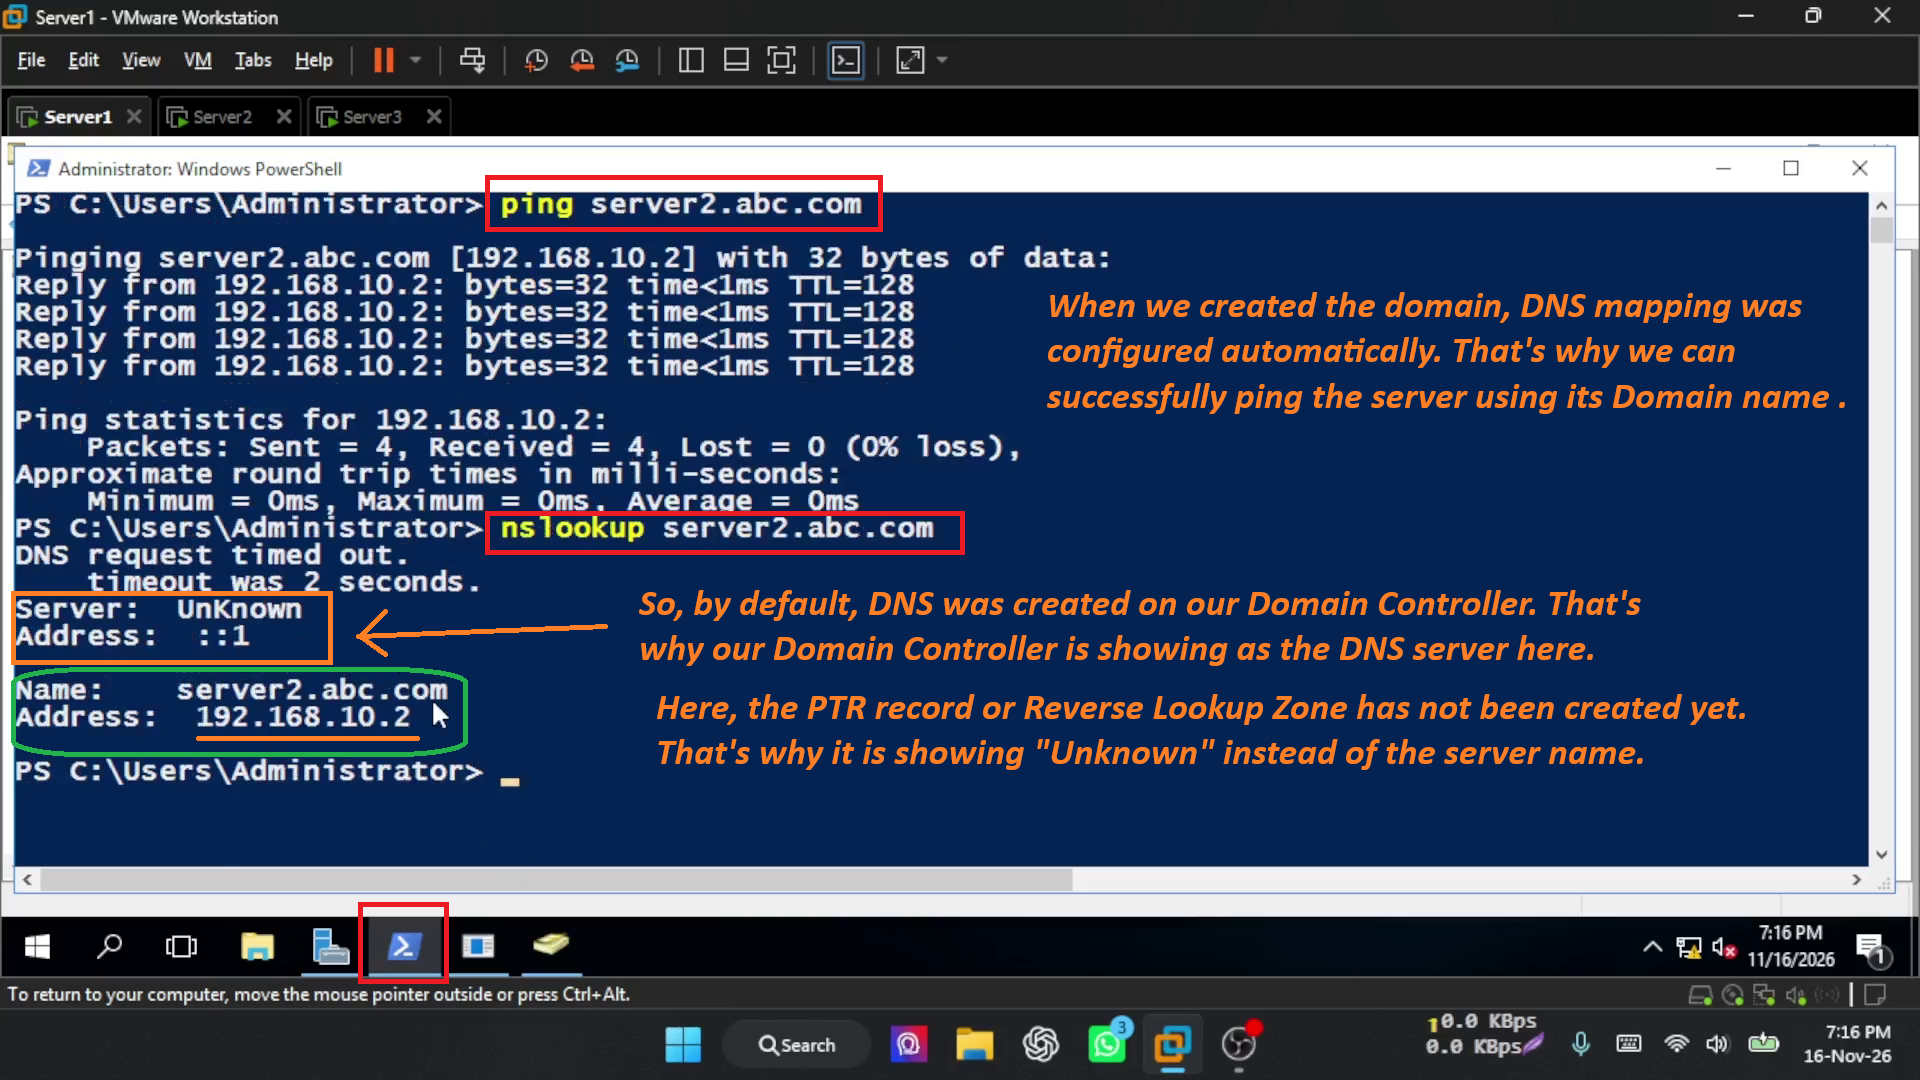 Server1 - VMware Workstation
File Edit View VM Tabs Help
Server1 Server2 Server3
Administrator: Windows PowerShell
PS C:\Users\Administrator> ping server2.abc.com
Pinging server2.abc.com [192.168.10.2] with 32 bytes of data:
Reply from 192.168.10.2: bytes=32 time<1ms TTL=128
Reply from 192.168.10.2: bytes=32 time<1ms TTL=128
Reply from 192.168.10.2: bytes=32 time<1ms TTL=128
Reply from 192.168.10.2: bytes=32 time<1ms TTL=128
When we created the domain, DNS mapping was
configured automatically. That's why we can
successfully ping the server using its Domain name .
Ping statistics for 192.168.10.2:
Packets: Sent = 4, Received = 4, Lost = 0 (0% loss),
Approximate round trip times in milli-seconds:
Minimum = 0ms, Maximum = 0ms, Average = 0ms
PS C:\Users\Administrator> nslookup server2.abc.com
DNS request timed out.
timeout was 2 seconds.
Server: UnKnown
Address: ::1
So, by default, DNS was created on our Domain Controller. That's
why our Domain Controller is showing as the DNS server here.
Name: server2.abc.com
Address: 192.168.10.2
Here, the PTR record or Reverse Lookup Zone has not been created yet.
That's why it is showing "Unknown" instead of the server name.
PS C:\Users\Administrator>
7:16 PM
11/16/2026
1
To return to your computer, move the mouse pointer outside or press Ctrl+Alt.
Search
3
0.0 KBps
0.0 KBps
7:16 PM
16-Nov-26